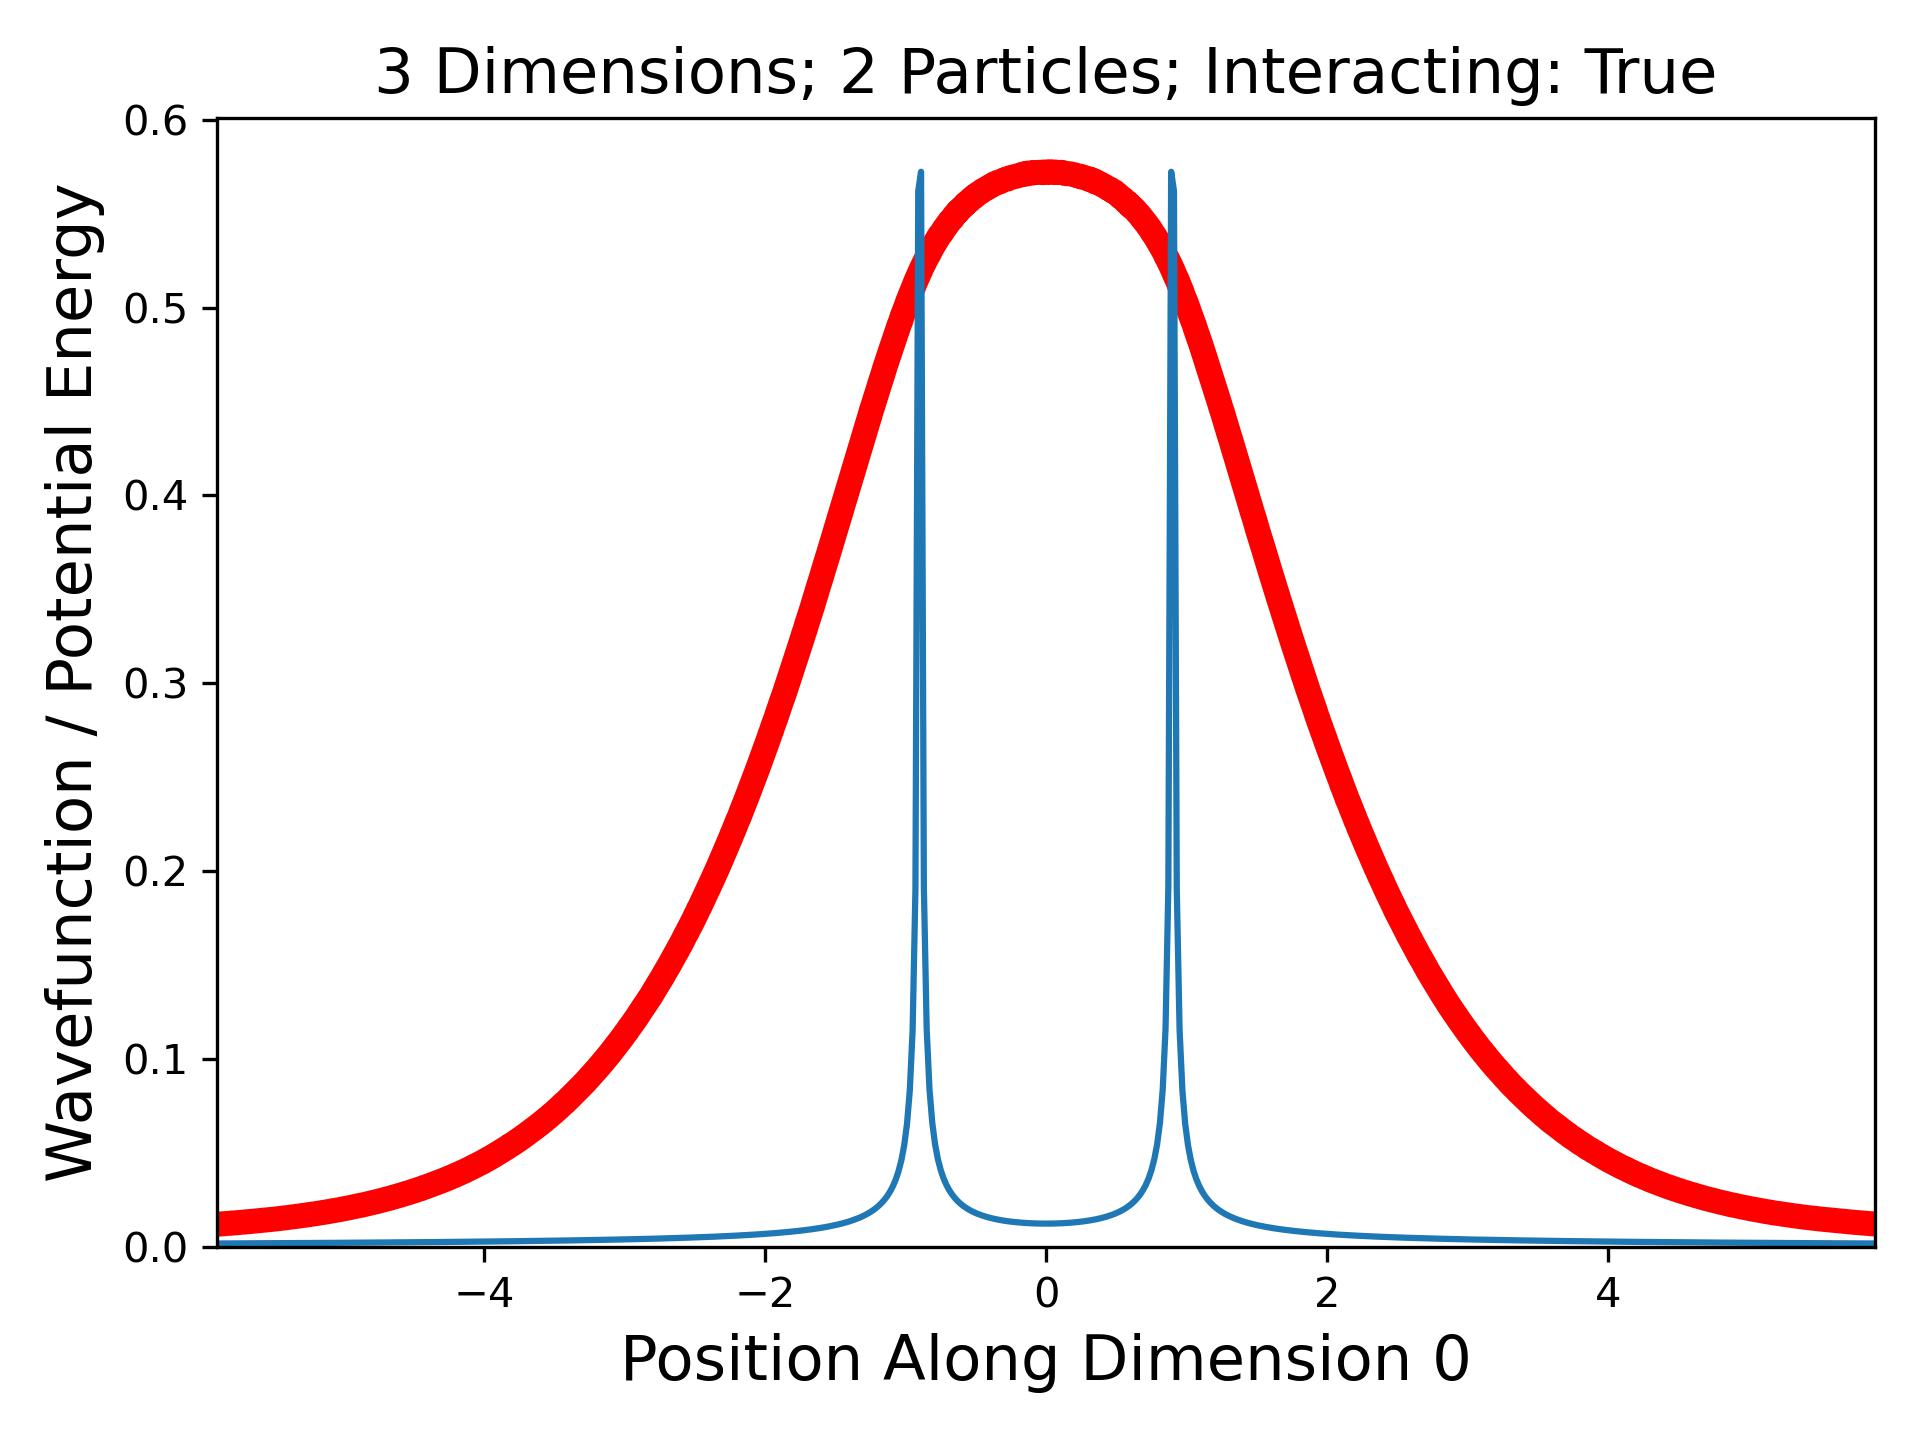 3 Dimensions; 2 Particles; Interacting: True
Wavefunction / Potential Energy
0.6
0.5
0.4
0.3
0.2
0.1
0.0
−4 −2 0 2 4
Position Along Dimension 0